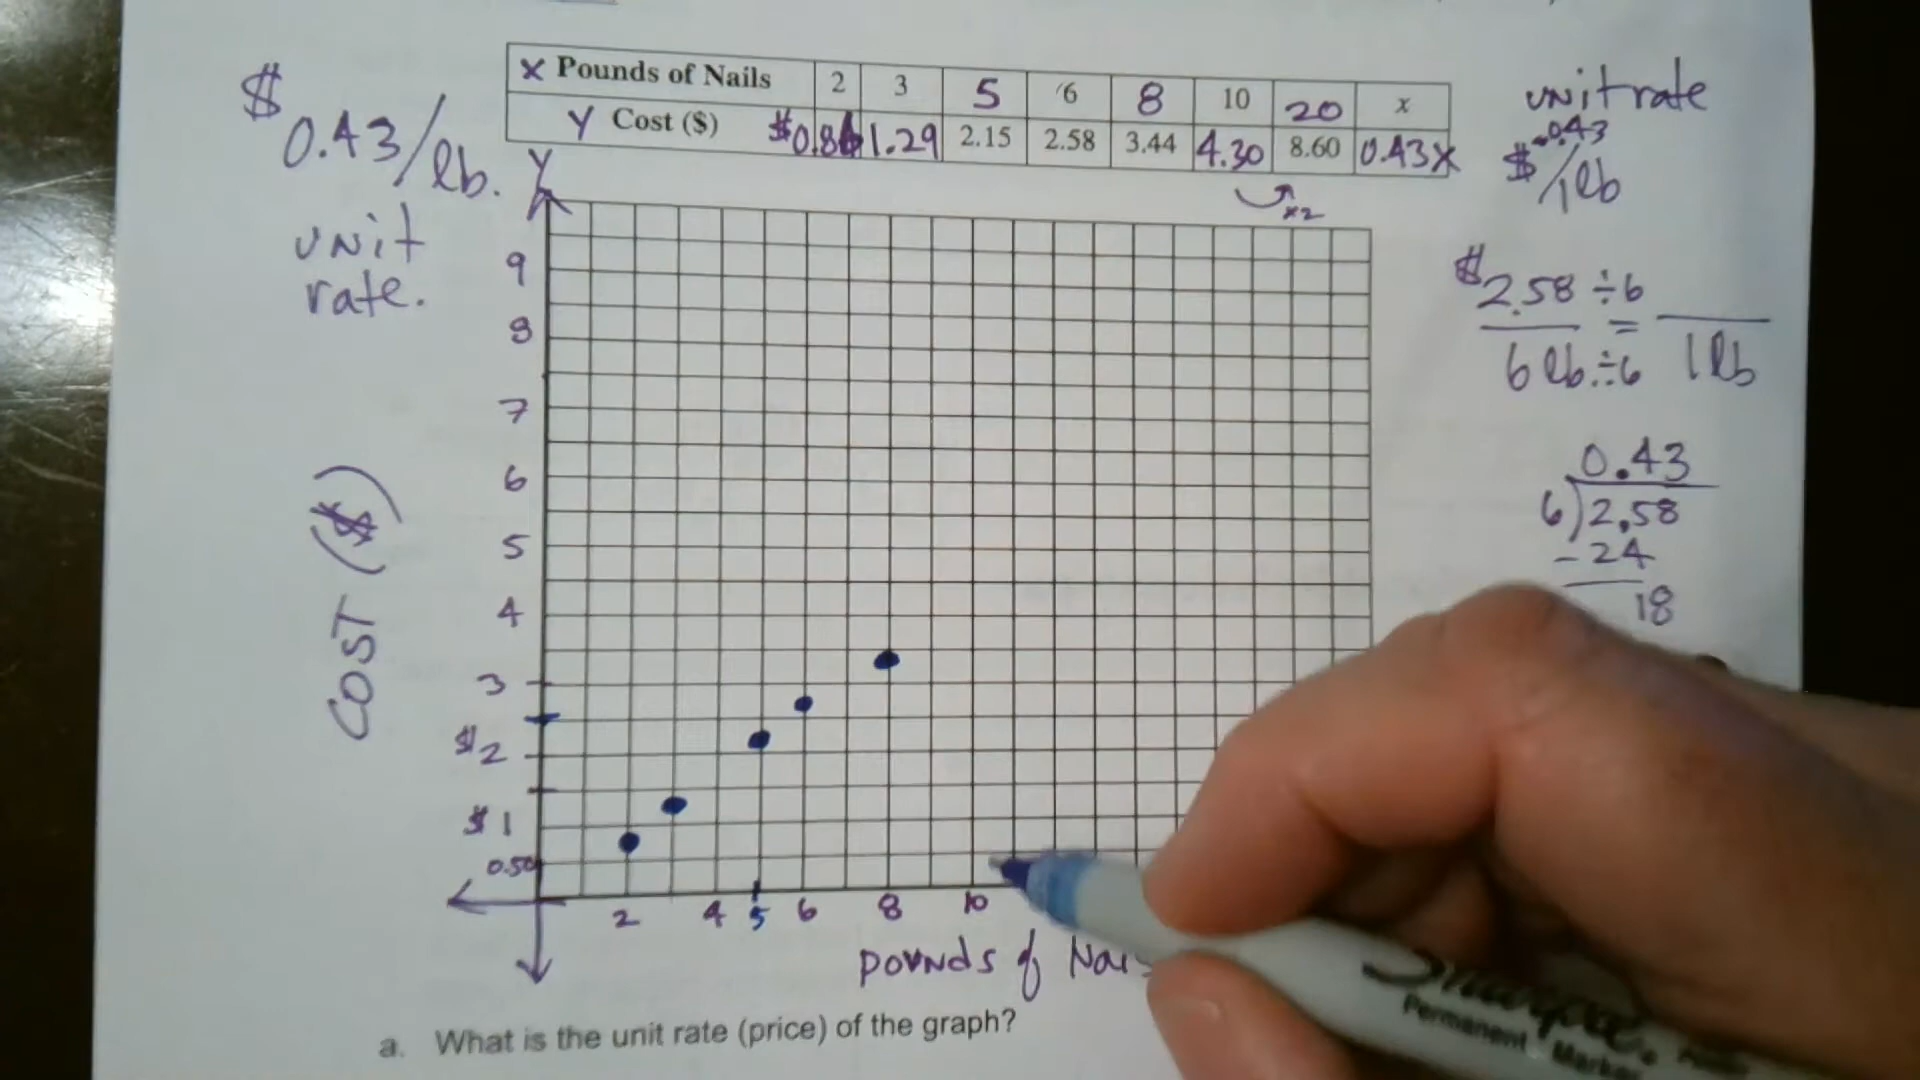 X Pounds of Nails 2 3 5 6 8 10 20 x
Y Cost ($) $0.86 1.29 2.15 2.58 3.44 4.30 8.60 0.43x
x2
$0.43/lb.
unit
rate.
unit rate
$0.43/1lb
$2.58 ÷6
6 lb ÷6 = 1 lb
0.43
6)2.58
-24
18
Y
9
8
7
6
5
4
3
$2
$1
0.50
Cost ($)
2 4 5 6 8 10
pounds of
Sharpie
Permanent Marker
a. What is the unit rate (price) of the graph?